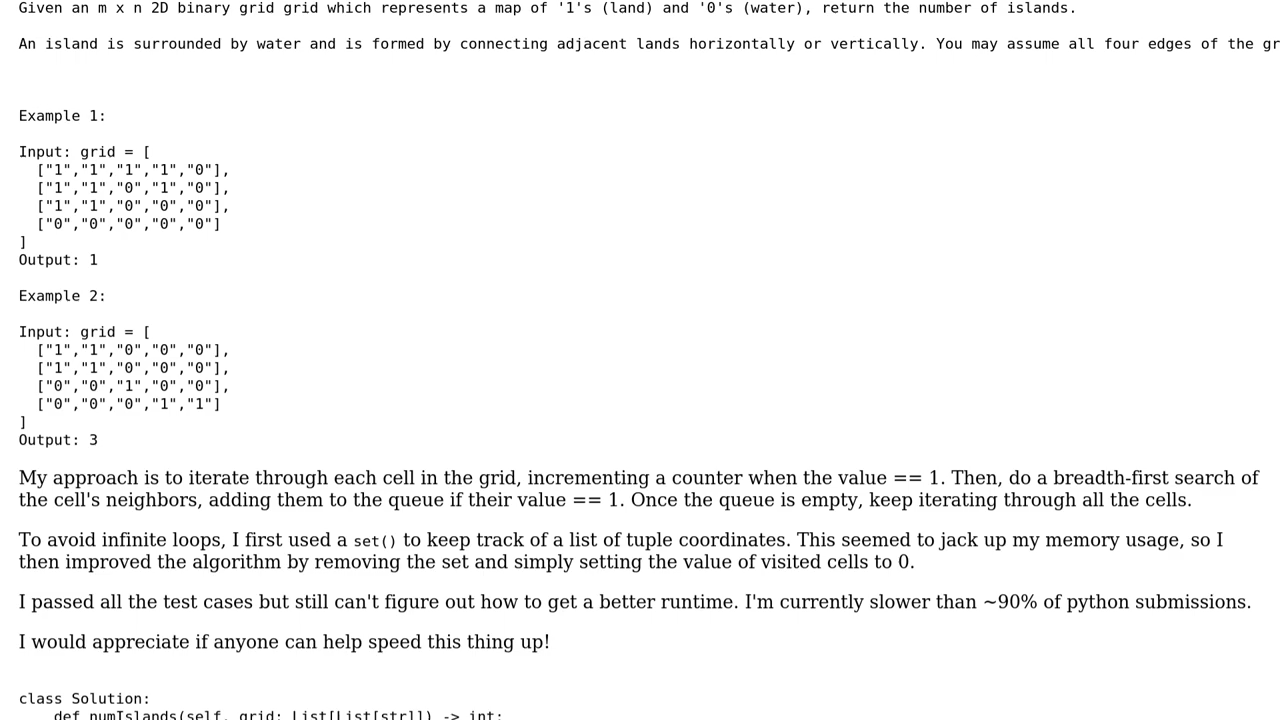 Given an m x n 2D binary grid grid which represents a map of '1's (land) and '0's (water), return the number of islands.
An island is surrounded by water and is formed by connecting adjacent lands horizontally or vertically. You may assume all four edges of the gr
Example 1:
Input: grid = [
["1","1","1","1","0"],
["1","1","0","1","0"],
["1","1","0","0","0"],
["0","0","0","0","0"]
]
Output: 1
Example 2:
Input: grid = [
["1","1","0","0","0"],
["1","1","0","0","0"],
["0","0","1","0","0"],
["0","0","0","1","1"]
]
Output: 3
My approach is to iterate through each cell in the grid, incrementing a counter when the value == 1. Then, do a breadth-first search of
the cell's neighbors, adding them to the queue if their value == 1. Once the queue is empty, keep iterating through all the cells.
To avoid infinite loops, I first used a set() to keep track of a list of tuple coordinates. This seemed to jack up my memory usage, so I
then improved the algorithm by removing the set and simply setting the value of visited cells to 0.
I passed all the test cases but still can't figure out how to get a better runtime. I'm currently slower than ~90% of python submissions.
I would appreciate if anyone can help speed this thing up!
class Solution:
def numIslands(self, grid: List[List[str]]) -> int: